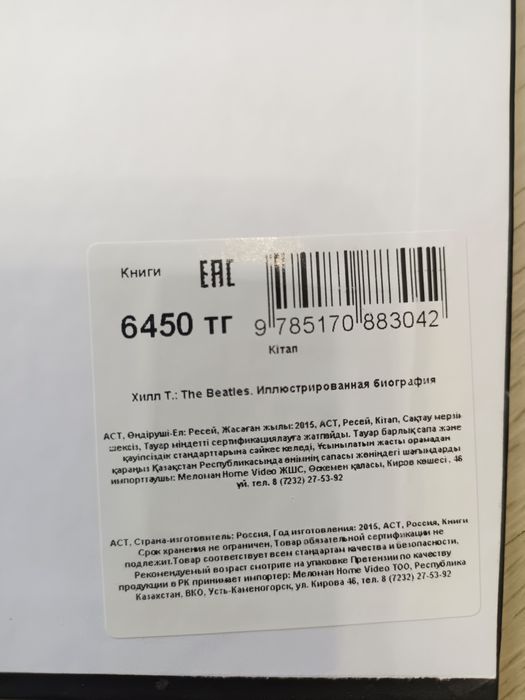 Книги
ЕАС
6450 тг
9 785170 883042
Кітап
Хилл Т.: The Beatles. Иллюстрированная биография
АСТ, Өндіруші-Ел: Ресей, Жасаған жылы: 2015, АСТ, Ресей, Кітап, Сақтау мерзім
шексіз, Тауар міндетті сертификациялауға жатпайды. Тауар барлық сапа және
қауіпсіздік стандарттарына сәйкес келеді, Ұсынылатын жасты орамадан
қараңыз Қазақстан Республикасында өнімнің сапасы жөніндегі шағымдарды
импорттаушы: Меломан Home Video ЖШС, Өскемен қаласы, Киров көшесі , 46
үй. тел. 8 (7232) 27-53-92
АСТ, Страна-изготовитель: Россия, Год изготовления: 2015, АСТ, Россия, Книги
Срок хранения не ограничен, Товар обязательной сертификации не
подлежит.Товар соответствует всем стандартам качества и безопасности,
Рекомендуемый возраст смотрите на упаковке Претензии по качеству
продукции в РК принимает импортер: Меломан Home Video ТОО, Республика
Казахстан, ВКО, Усть-Каменогорск, ул. Кирова 46, тел. 8 (7232) 27-53-92